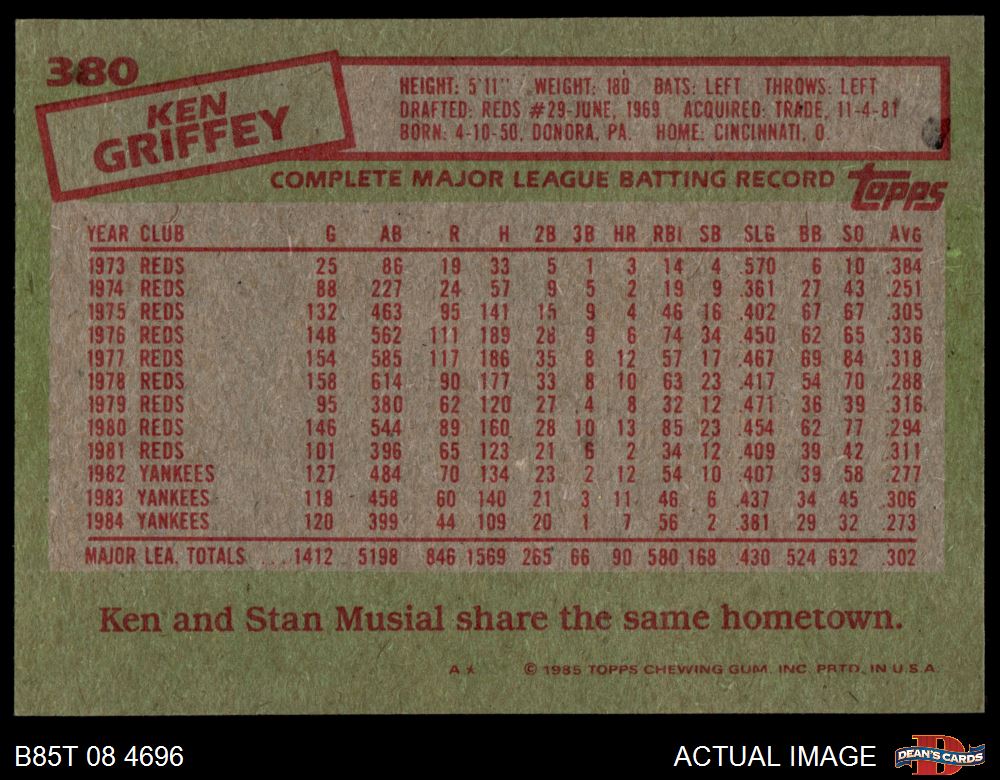 380
KEN
GRIFFEY
HEIGHT: 5'11" WEIGHT: 180 BATS: LEFT THROWS: LEFT
DRAFTED: REDS #29-JUNE, 1969 ACQUIRED: TRADE, 11-4-81
BORN: 4-10-50, DONORA, PA. HOME: CINCINNATI, O.
COMPLETE MAJOR LEAGUE BATTING RECORD
topps
YEAR CLUB G AB R H 2B 3B HR RBI SB SLG BB SO AVG
1973 REDS 25 86 19 33 5 1 3 14 4 .570 6 10 .384
1974 REDS 88 227 24 57 9 5 2 19 9 .361 27 43 .251
1975 REDS 132 463 95 141 15 9 4 46 16 .402 67 67 .305
1976 REDS 148 562 111 189 28 9 6 74 34 .450 62 65 .336
1977 REDS 154 585 117 186 35 8 12 57 17 .467 69 84 .318
1978 REDS 158 614 90 177 33 8 10 63 23 .417 54 70 .288
1979 REDS 95 380 62 120 27 4 8 32 12 .471 36 39 .316
1980 REDS 146 544 89 160 28 10 13 85 23 .454 62 77 .294
1981 REDS 101 396 65 123 21 6 2 34 12 .409 39 42 .311
1982 YANKEES 127 484 70 134 23 2 12 54 10 .407 39 58 .277
1983 YANKEES 118 458 60 140 21 3 11 46 6 .437 34 45 .306
1984 YANKEES 120 399 44 109 20 1 7 56 2 .381 29 32 .273
MAJOR LEA. TOTALS ...1412 5198 846 1569 265 66 90 580 168 .430 524 632 .302
Ken and Stan Musial share the same hometown.
A* © 1985 TOPPS CHEWING GUM, INC. PRTD. IN U.S.A.
B85T 08 4696
ACTUAL IMAGE
DEAN'S CARDS